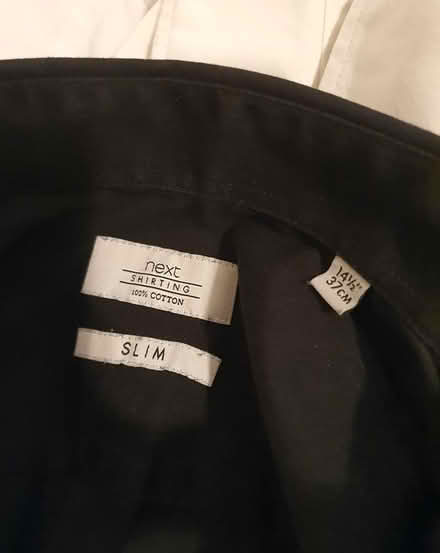 next
SHIRTING
100% COTTON
SLIM
14½"
37CM